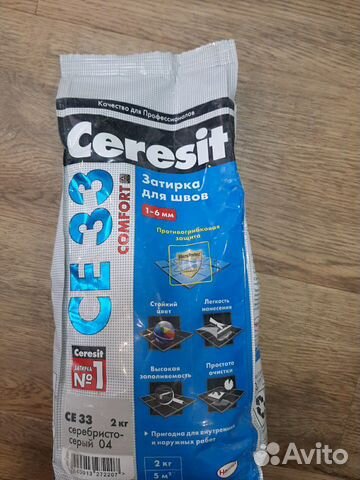 Качество для Профессионалов
Ceresit
CE 33
COMFORT
Затирка
для швов
1-6 мм
Противогрибковая
защита
Стойкий
цвет
Легкость
нанесения
Высокая
заполняемость
Простота
очистки
Ceresit
ЗАТИРКА
№1
CE 33 2 кг
серебристо-
серый 04
▸ Пригодно для внутренних
и наружных работ
2 кг
5 м²
Henkel
Avito